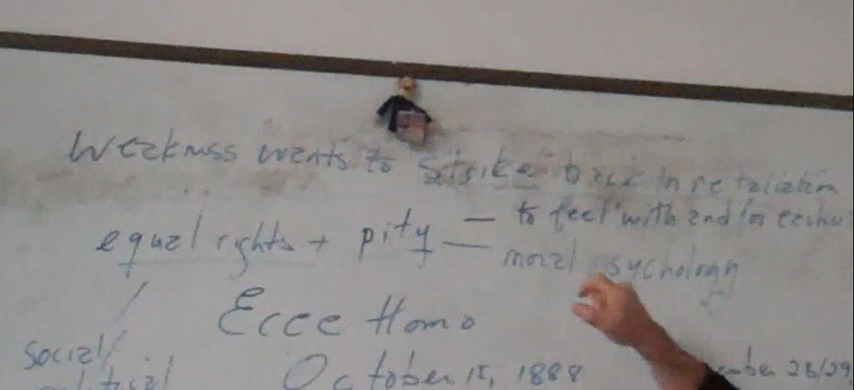 Weakness wants to strike back in retaliation
equal rights + pity — to feel with and for
— moral psychology
Ecce Homo
social/
political
October 15, 1888